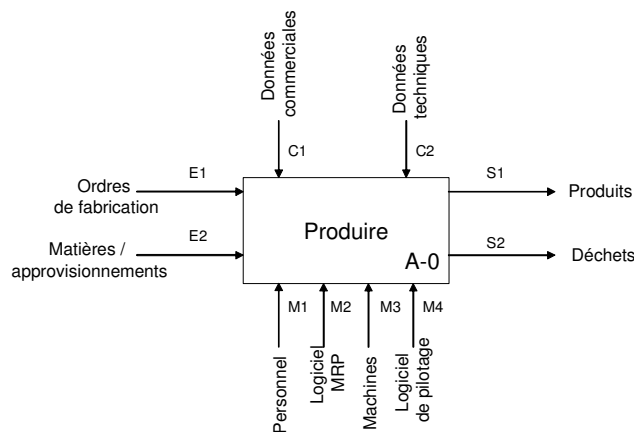 Données
commerciales
Données
techniques
C1
C2
E1
S1
Ordres
de fabrication
Produits
Produire
E2
S2
Matières /
approvisionnements
Déchets
A-0
M1
M2
M3
M4
Personnel
Logiciel
MRP
Machines
Logiciel
de pilotage